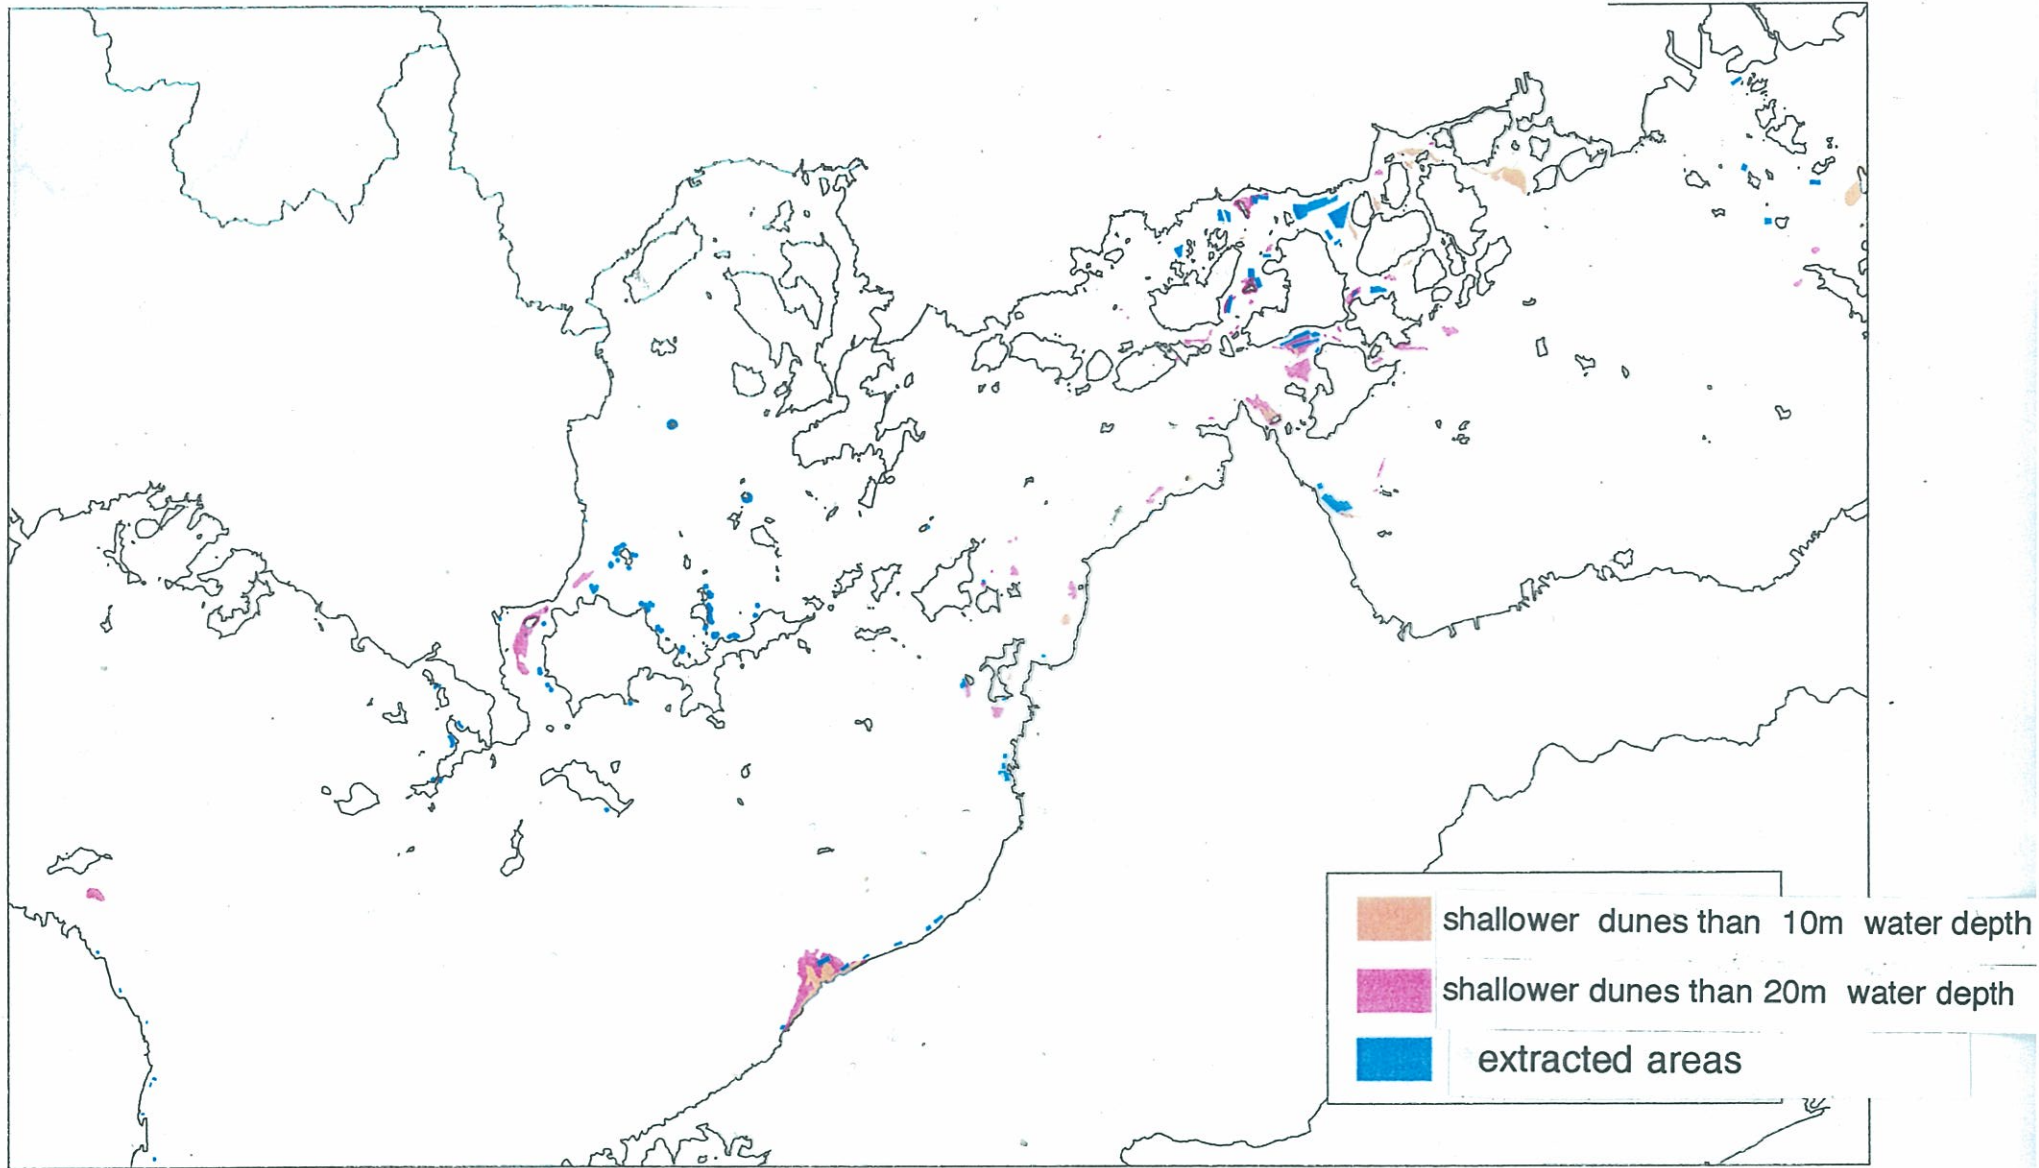 shallower dunes than 10m water depth
shallower dunes than 20m water depth
extracted areas